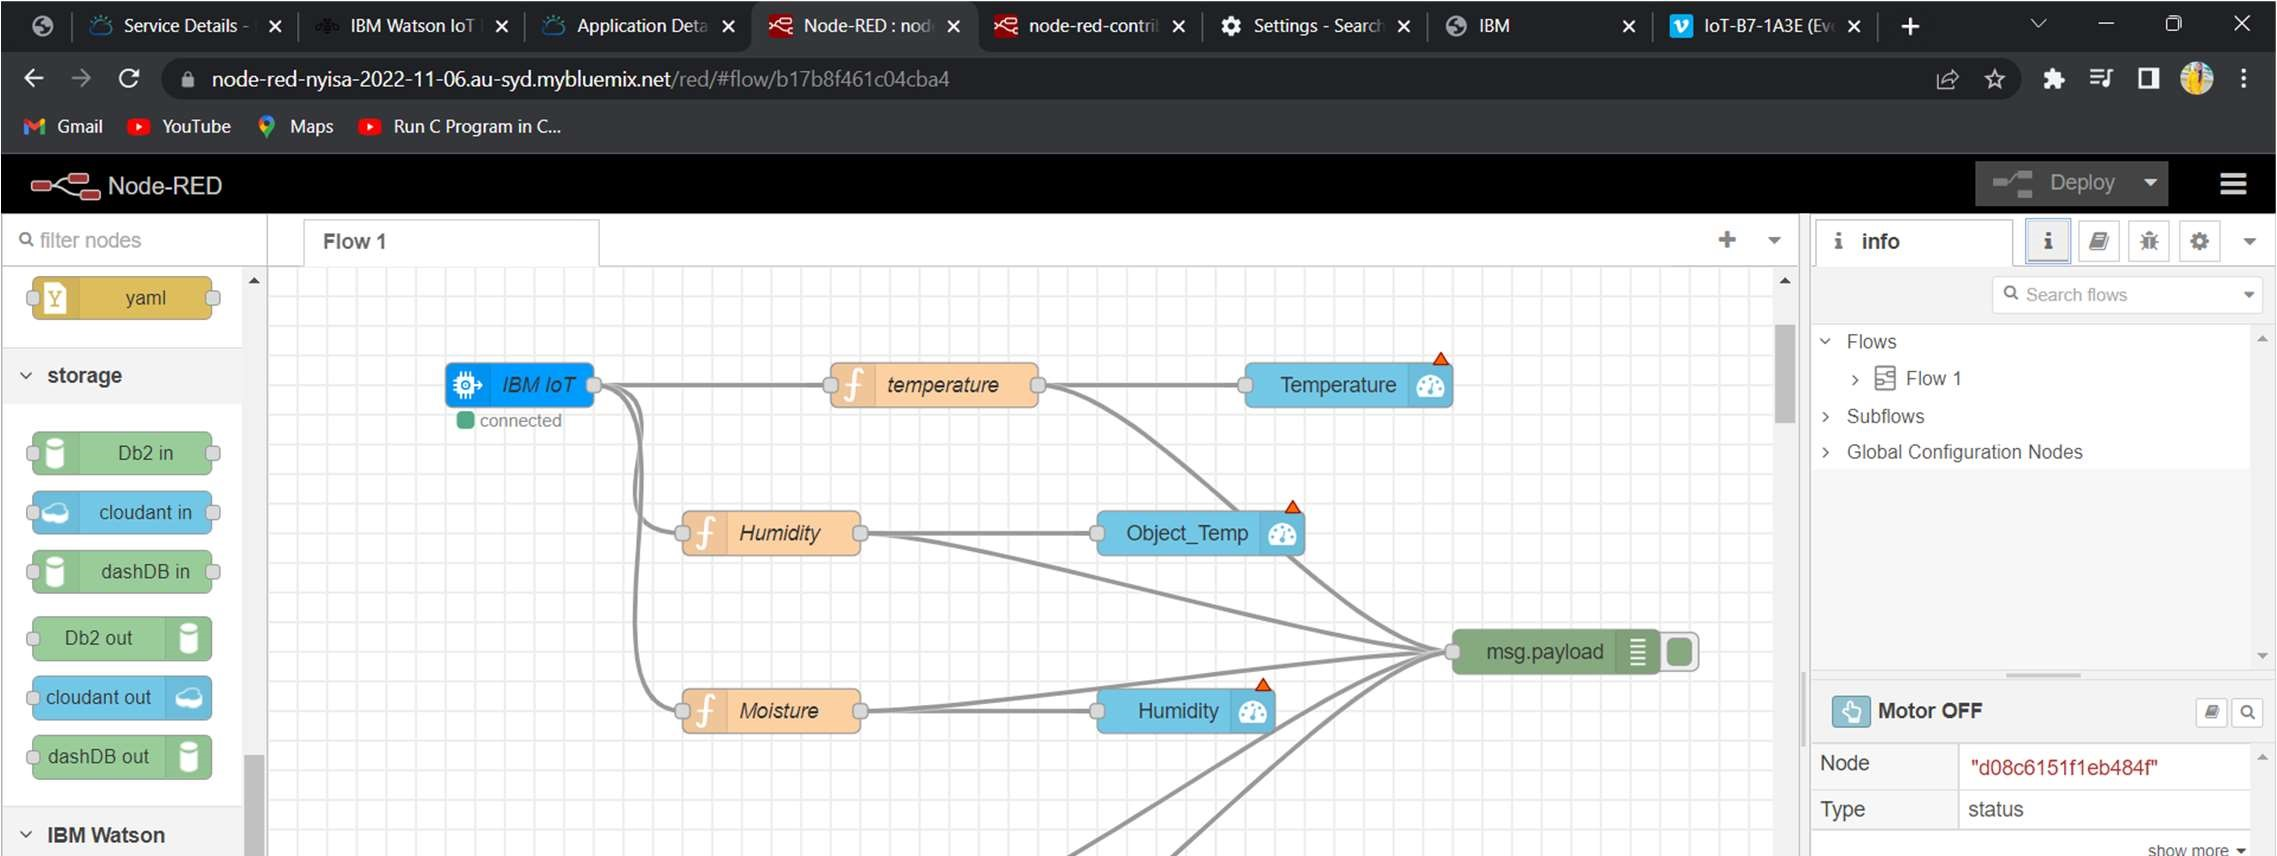 Service Details -
IBM Watson IoT
Application Deta
Node-RED : nod
node-red-contri
Settings - Search
IBM
IoT-B7-1A3E (Eve
node-red-nyisa-2022-11-06.au-syd.mybluemix.net/red/#flow/b17b8f461c04cba4
Gmail
YouTube
Maps
Run C Program in C...
Node-RED
Deploy
filter nodes
Flow 1
info
yaml
storage
Db2 in
cloudant in
dashDB in
Db2 out
cloudant out
dashDB out
IBM Watson
IBM IoT
connected
temperature
Temperature
Humidity
Object_Temp
msg.payload
Moisture
Humidity
Search flows
Flows
Flow 1
Subflows
Global Configuration Nodes
Motor OFF
Node "d08c6151f1eb484f"
Type status
show more